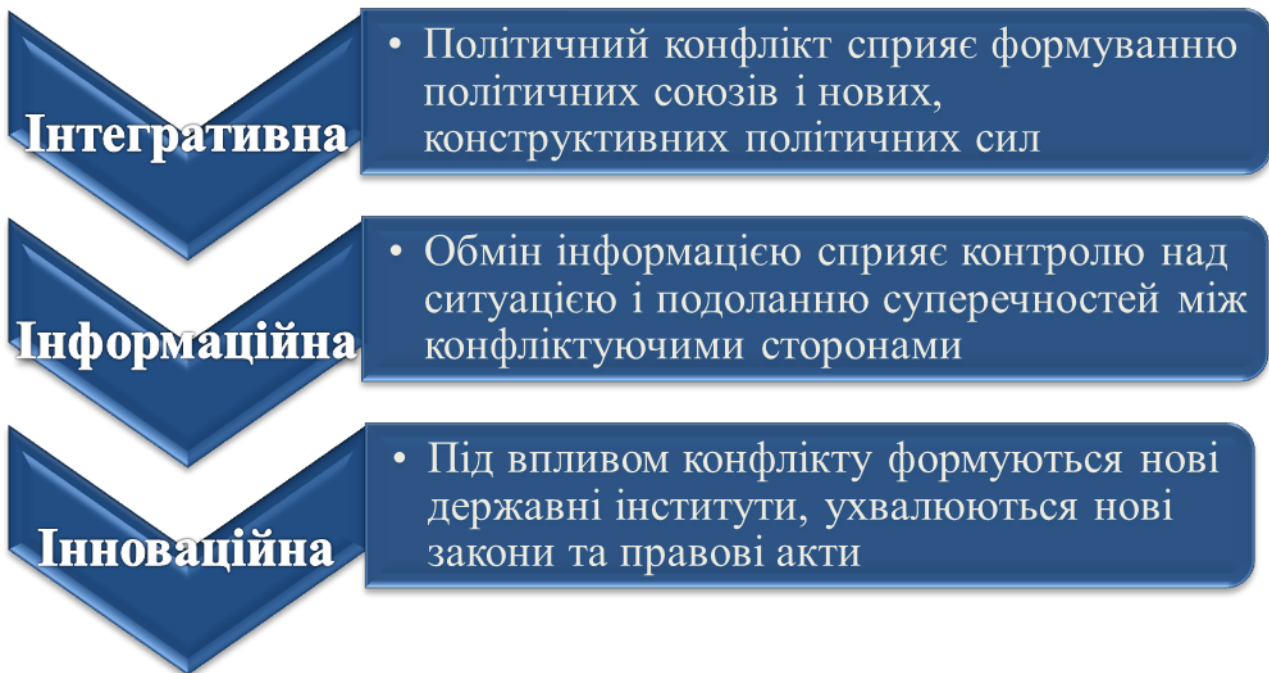 Інтегративна
• Політичний конфлікт сприяє формуванню
політичних союзів і нових,
конструктивних політичних сил
Інформаційна
• Обмін інформацією сприяє контролю над
ситуацією і подоланню суперечностей між
конфліктуючими сторонами
Інноваційна
• Під впливом конфлікту формуються нові
державні інститути, ухвалюються нові
закони та правові акти